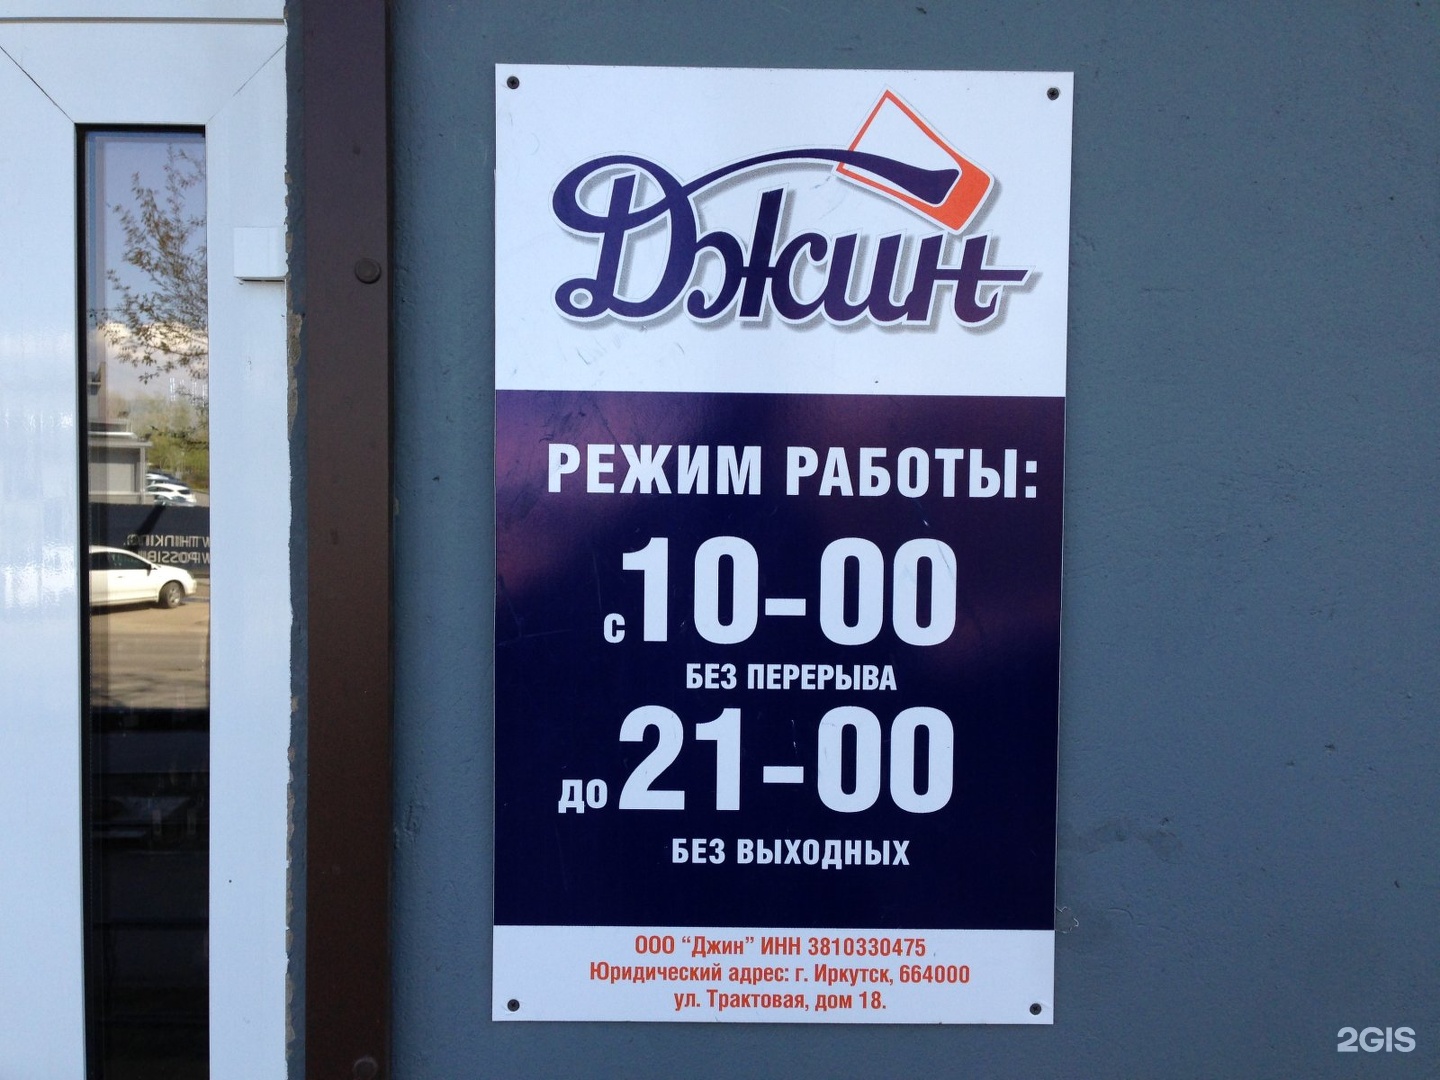 Джин
РЕЖИМ РАБОТЫ:
с 10-00
БЕЗ ПЕРЕРЫВА
до 21-00
БЕЗ ВЫХОДНЫХ
ООО “Джин” ИНН 3810330475
Юридический адрес: г. Иркутск, 664000
ул. Трактовая, дом 18.
2GIS